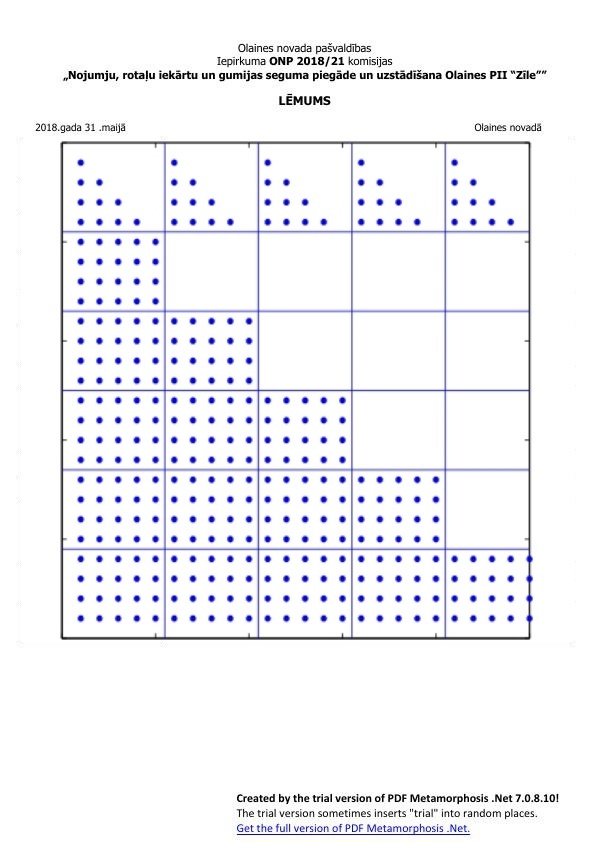 Olaines novada pašvaldības
Iepirkuma ONP 2018/21 komisijas
„Nojumju, rotaļu iekārtu un gumijas seguma piegāde un uzstādīšana Olaines PII “Zīle””
LĒMUMS
2018.gada 31 .maijā Olaines novadā
Created by the trial version of PDF Metamorphosis .Net 7.0.8.10!
The trial version sometimes inserts "trial" into random places.
Get the full version of PDF Metamorphosis .Net.